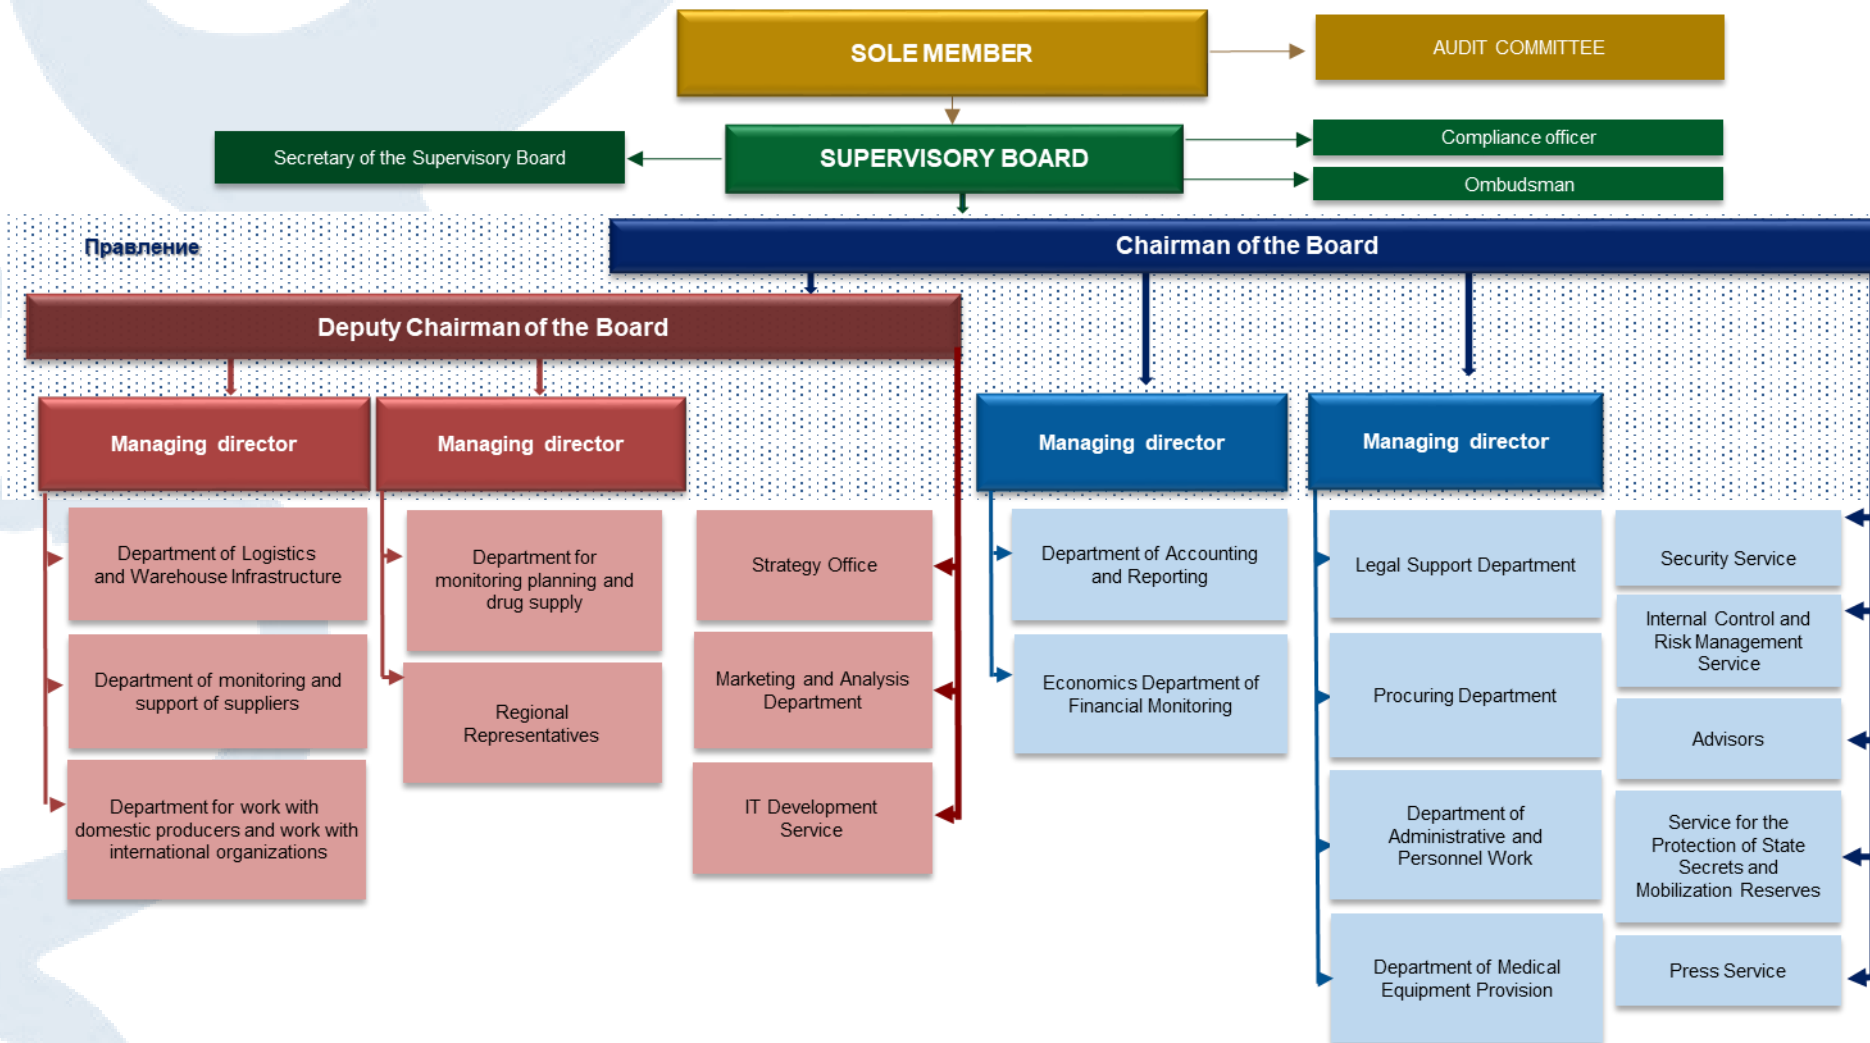 SOLE MEMBER
AUDIT COMMITTEE
Secretary of the Supervisory Board
SUPERVISORY BOARD
Compliance officer
Ombudsman
Правление
Chairman of the Board
Deputy Chairman of the Board
Managing director
Managing director
Managing director
Managing director
Department of Logistics
and Warehouse Infrastructure
Department of monitoring and
support of suppliers
Department for work with
domestic producers and work with
international organizations
Department for
monitoring planning and
drug supply
Regional
Representatives
Strategy Office
Marketing and Analysis
Department
IT Development
Service
Department of Accounting
and Reporting
Economics Department of
Financial Monitoring
Legal Support Department
Procuring Department
Department of
Administrative and
Personnel Work
Department of Medical
Equipment Provision
Security Service
Internal Control and
Risk Management
Service
Advisors
Service for the
Protection of State
Secrets and
Mobilization Reserves
Press Service